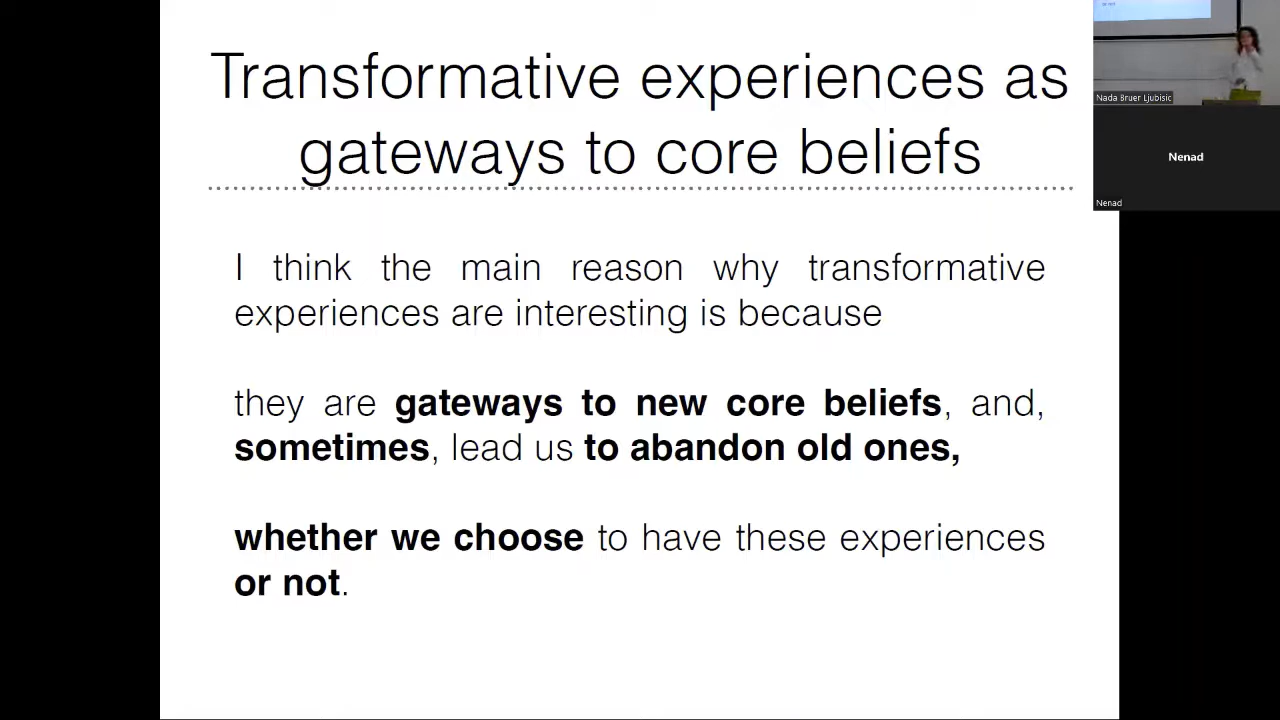 Transformative experiences as
gateways to core beliefs
I think the main reason why transformative
experiences are interesting is because
they are gateways to new core beliefs, and,
sometimes, lead us to abandon old ones,
whether we choose to have these experiences
or not.
Nada Bruer Ljubisic
Nenad
Nenad